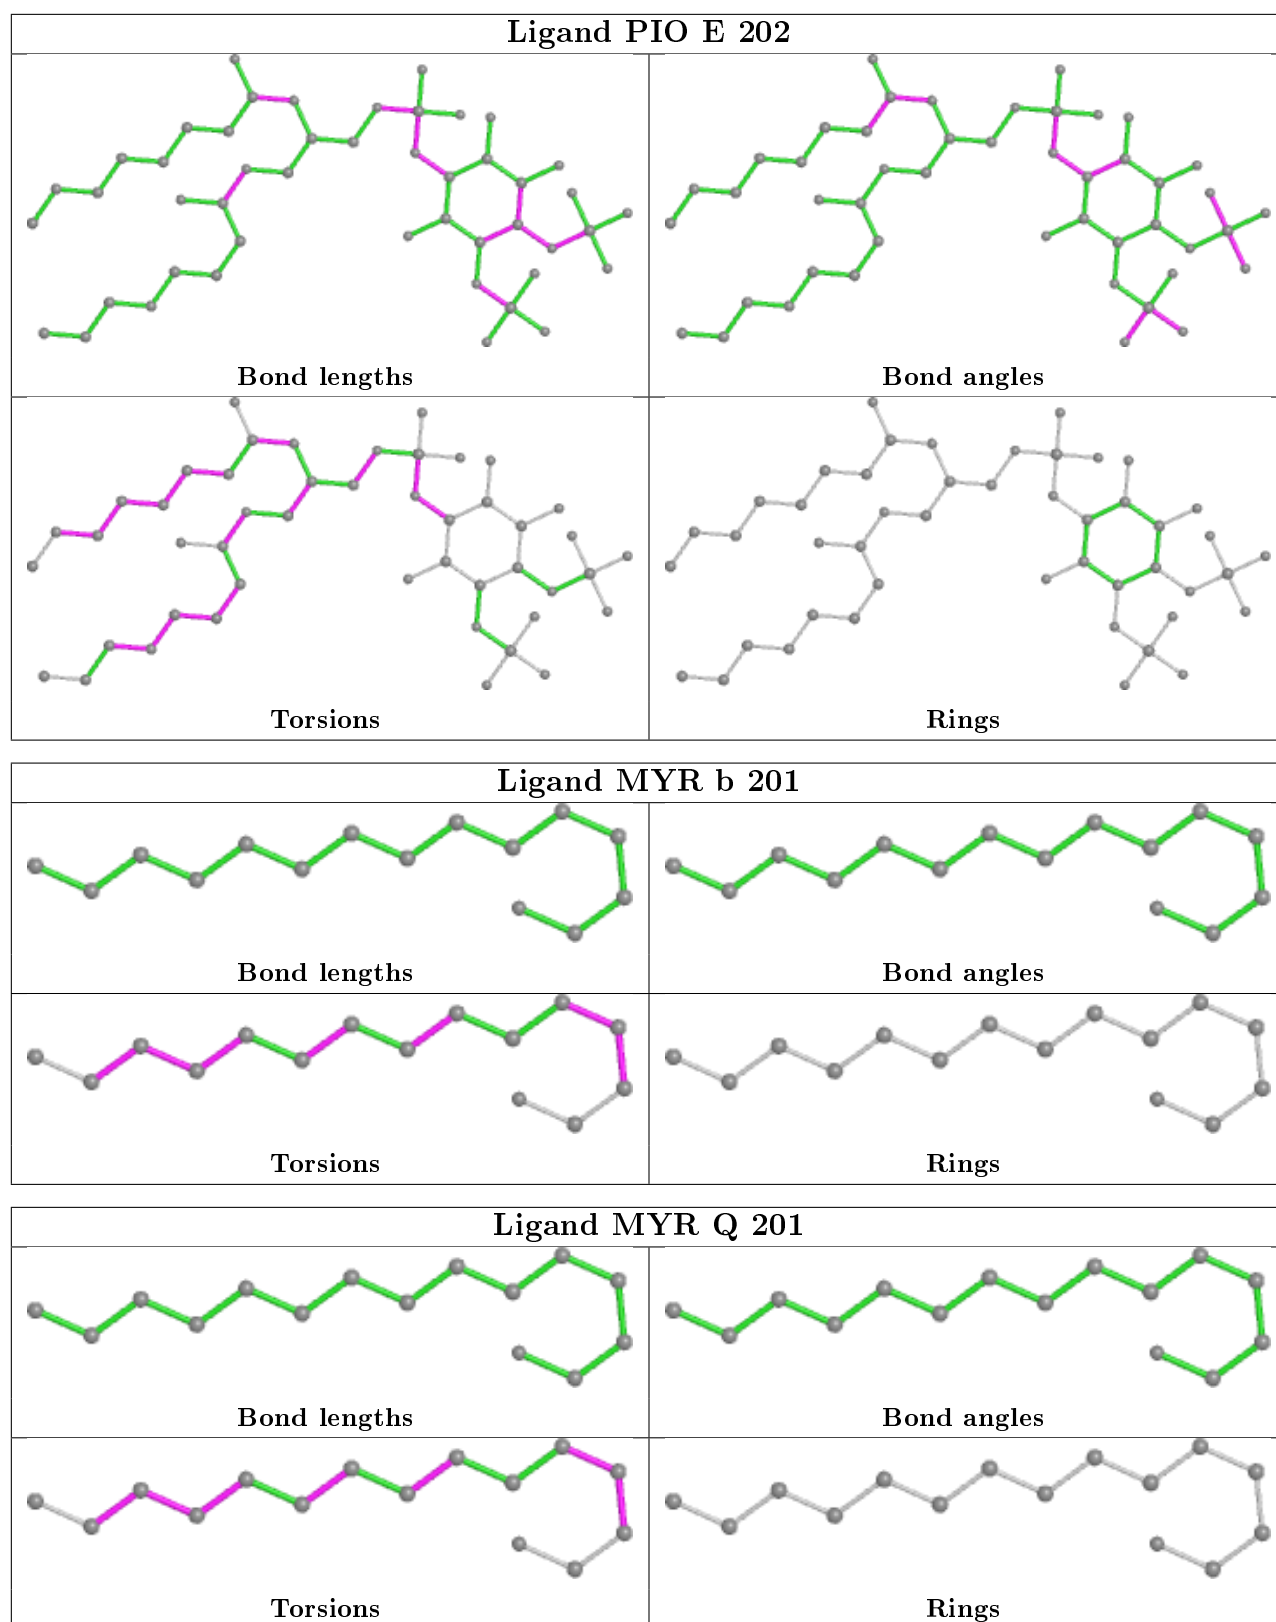 Ligand PIO E 202
Bond lengths
Bond angles
Torsions
Rings
Ligand MYR b 201
Bond lengths
Bond angles
Torsions
Rings
Ligand MYR Q 201
Bond lengths
Bond angles
Torsions
Rings